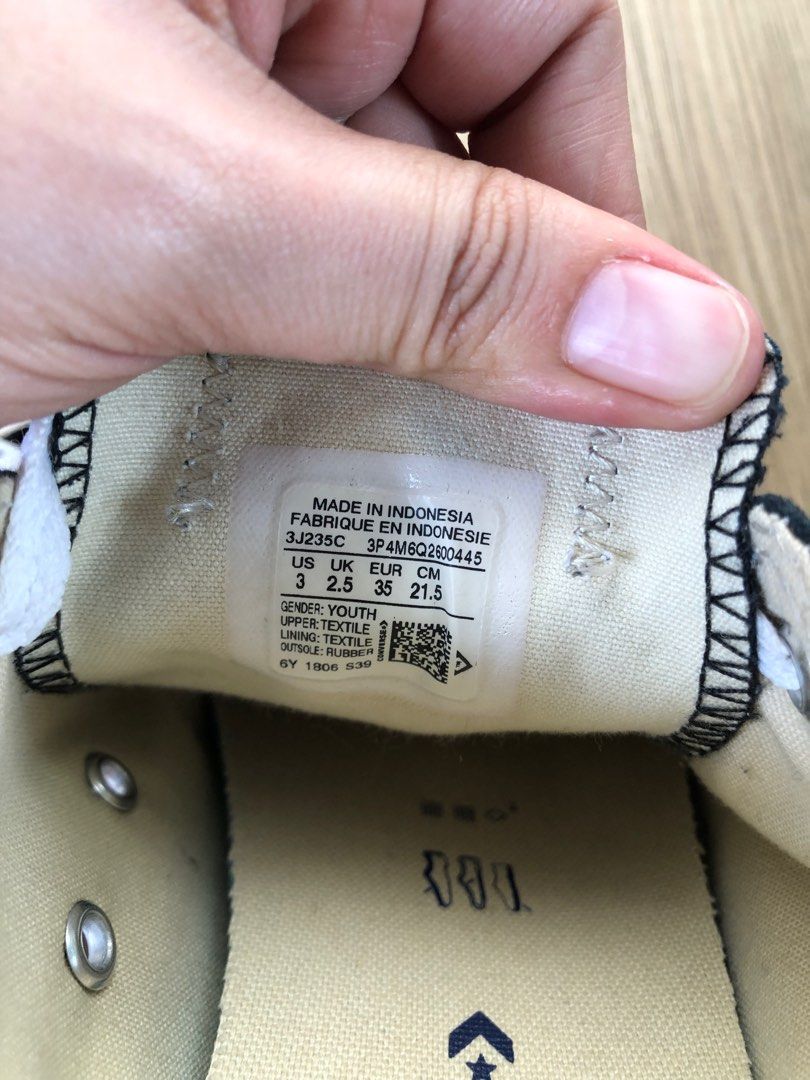 MADE IN INDONESIA
FABRIQUE EN INDONESIE
3J235C 3P4M6Q2600445
US UK EUR CM
3 2.5 35 21.5
GENDER: YOUTH
UPPER: TEXTILE
LINING: TEXTILE
OUTSOLE: RUBBER
6Y 1806 S39
CONVERSE